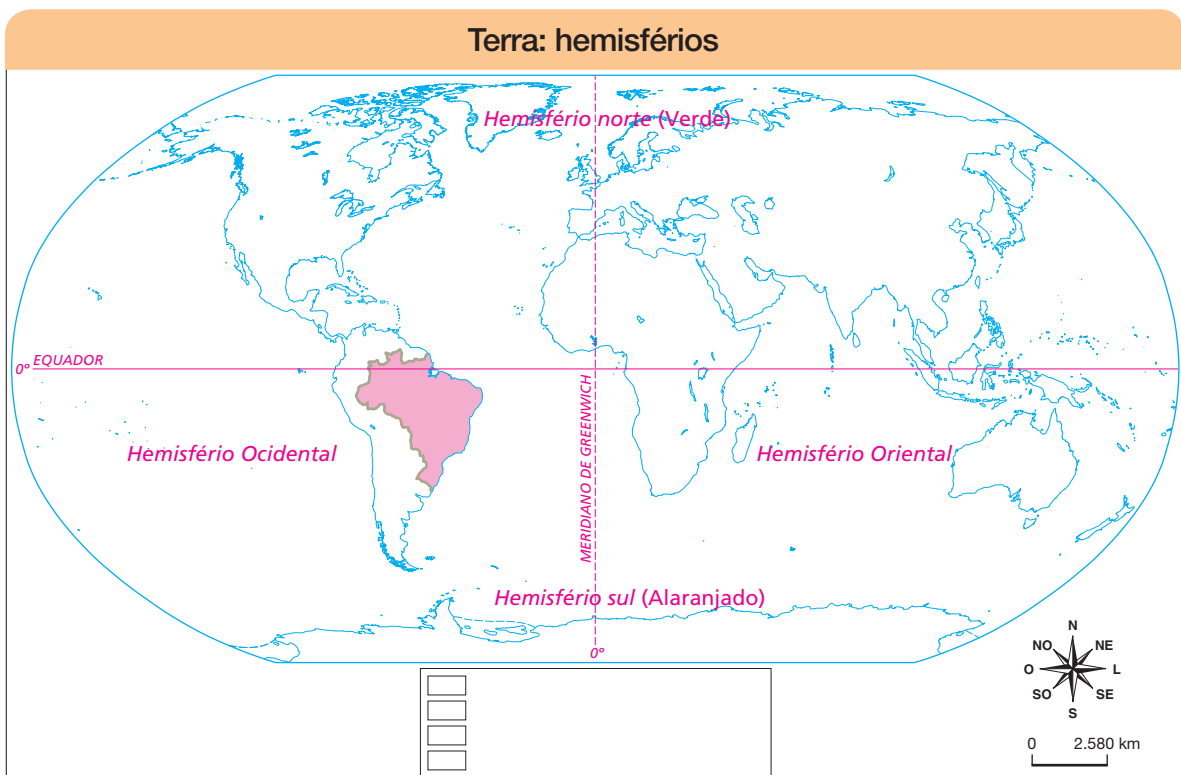 Terra: hemisférios
Hemisfério norte (Verde)
0° EQUADOR
MERIDIANO DE GREENWICH
Hemisfério Ocidental
Hemisfério Oriental
Hemisfério sul (Alaranjado)
0°
N
NO NE
O L
SO SE
S
0 2.580 km